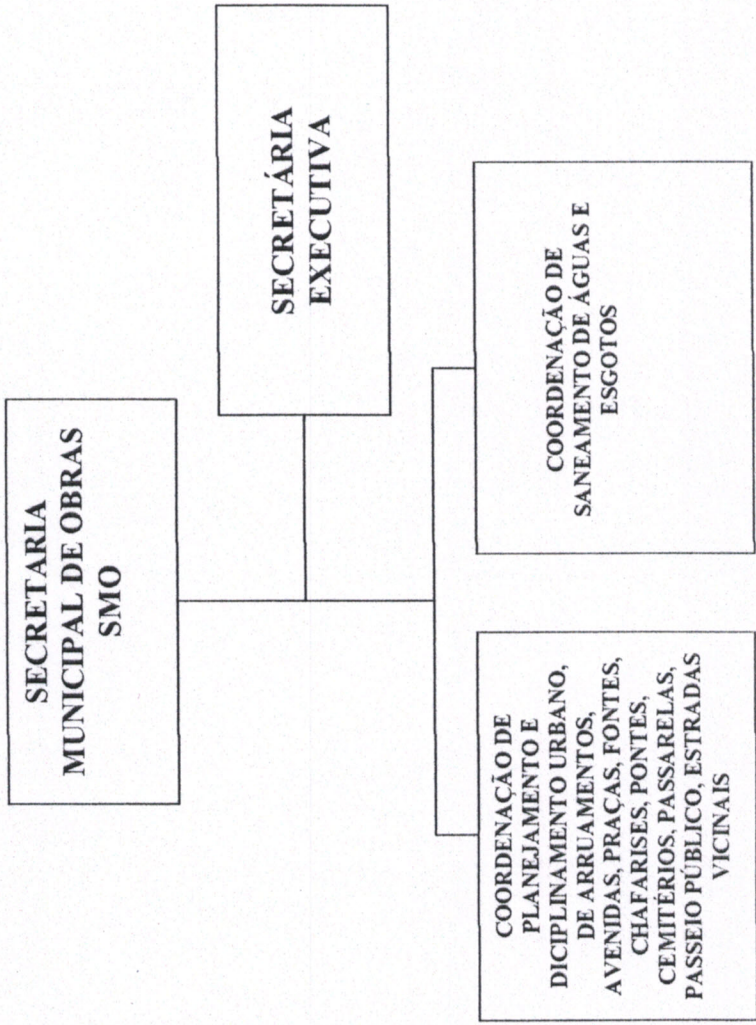 SECRETARIA
MUNICIPAL DE OBRAS
SMO
SECRETÁRIA
EXECUTIVA
COORDENAÇÃO DE
PLANEJAMENTO E
DICIPLINAMENTO URBANO,
DE ARRUAMENTOS,
AVENIDAS, PRAÇAS, FONTES,
CHAFARISES, PONTES,
CEMITÉRIOS, PASSARELAS,
PASSEIO PÚBLICO, ESTRADAS
VICINAIS
COORDENAÇÃO DE
SANEAMENTO DE ÁGUAS E
ESGOTOS